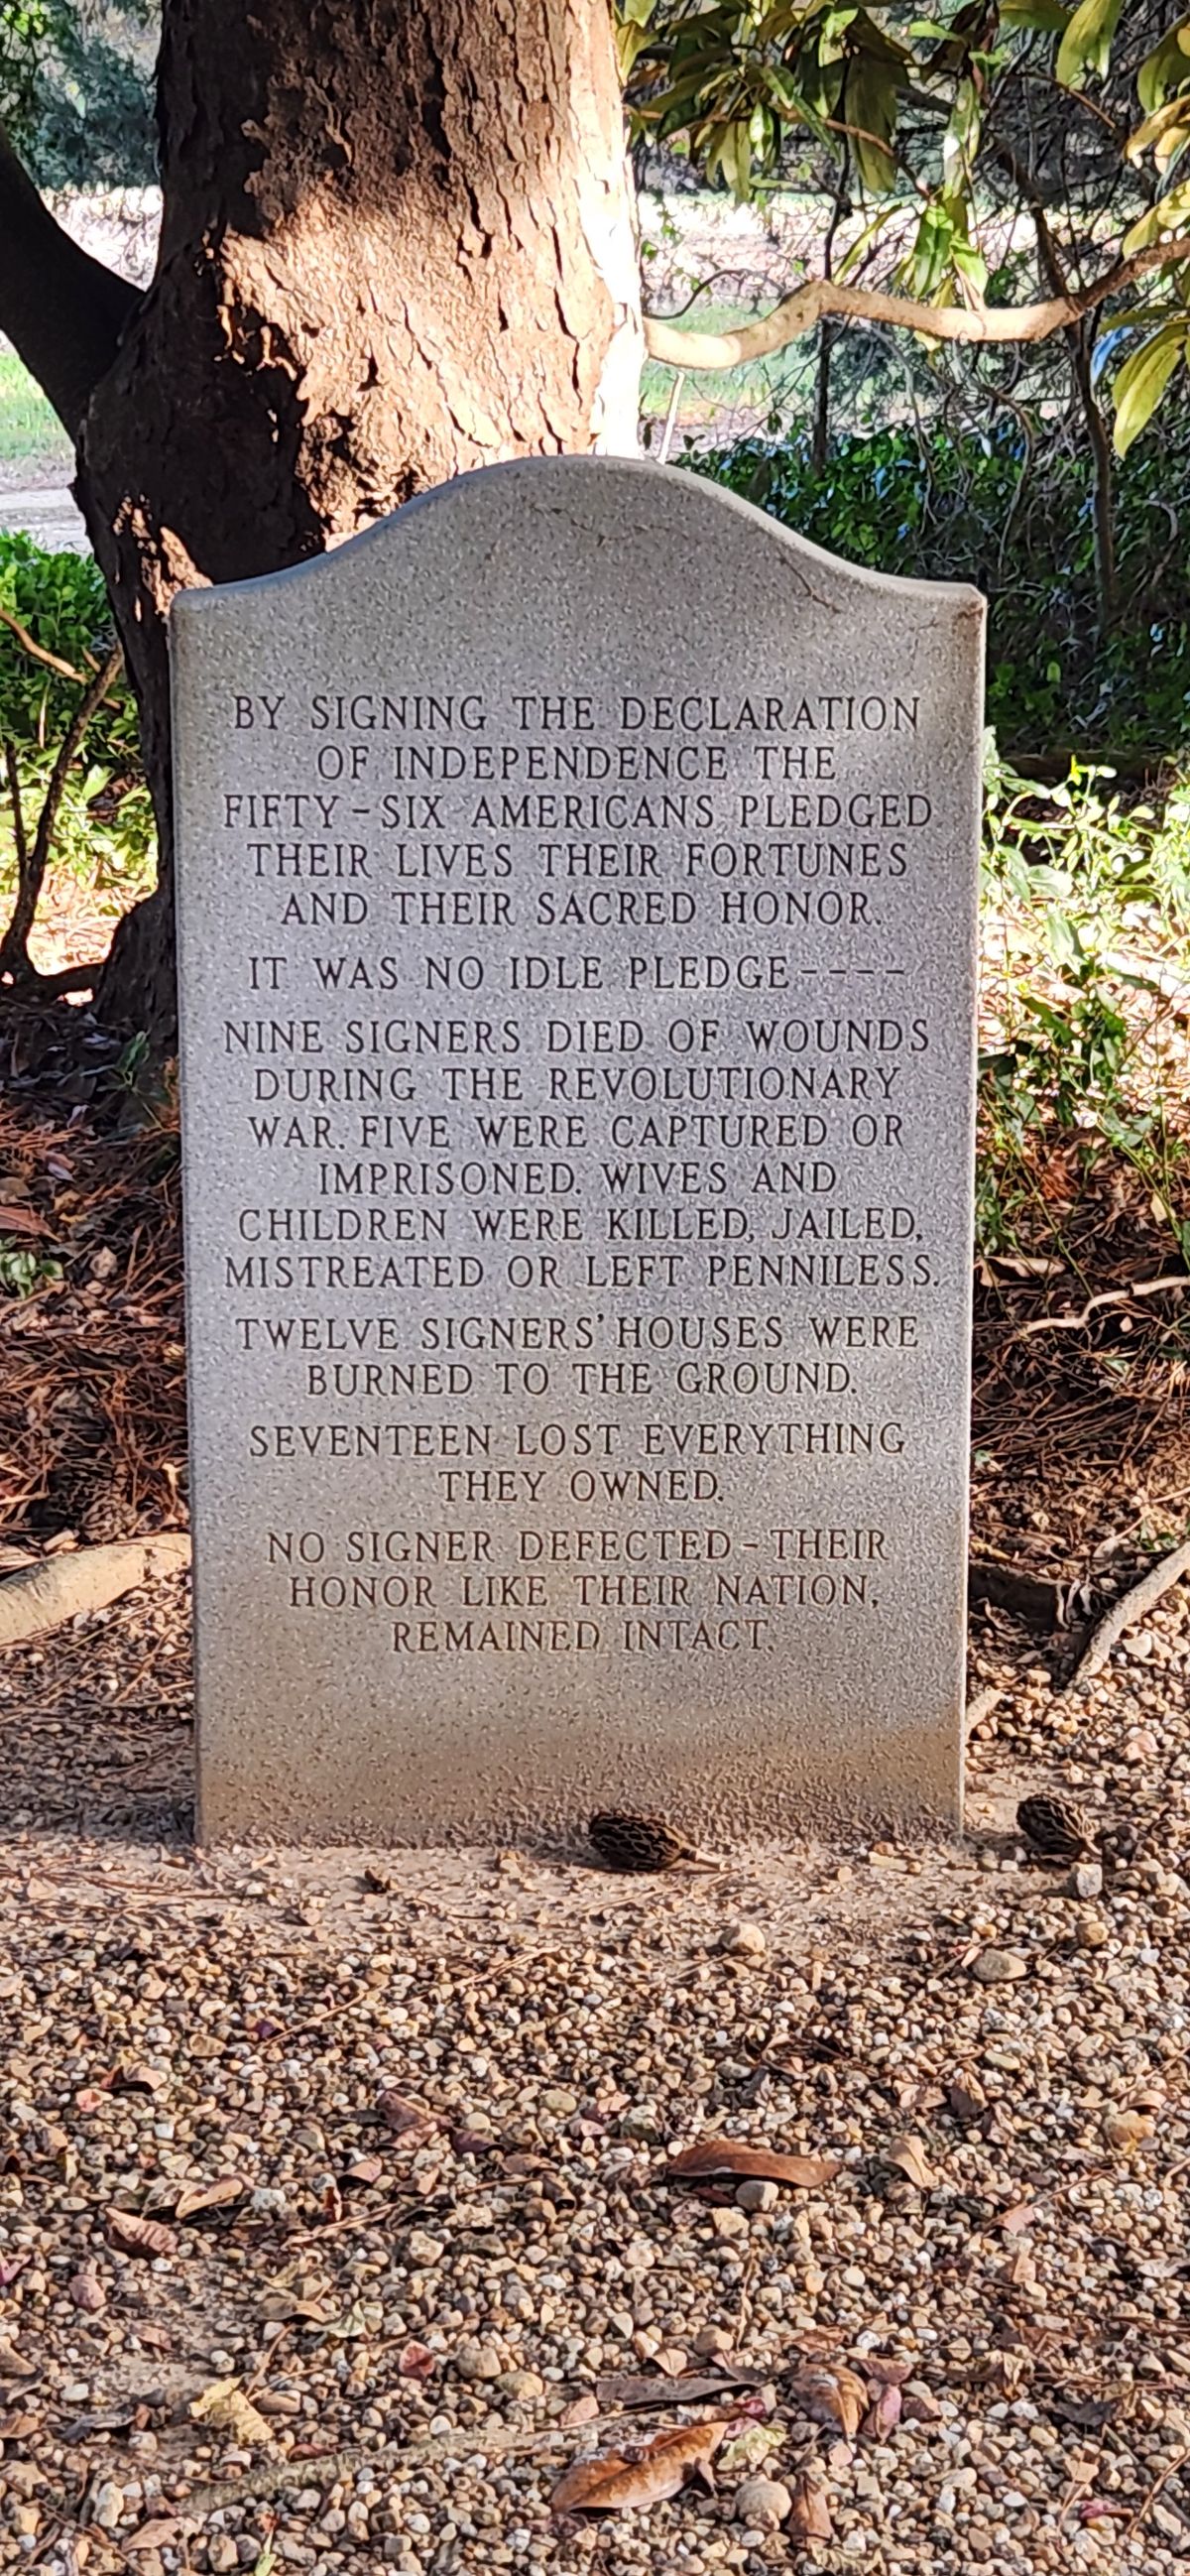 BY SIGNING THE DECLARATION
OF INDEPENDENCE THE
FIFTY-SIX AMERICANS PLEDGED
THEIR LIVES THEIR FORTUNES
AND THEIR SACRED HONOR.
IT WAS NO IDLE PLEDGE----
NINE SIGNERS DIED OF WOUNDS
DURING THE REVOLUTIONARY
WAR. FIVE WERE CAPTURED OR
IMPRISONED. WIVES AND
CHILDREN WERE KILLED, JAILED,
MISTREATED OR LEFT PENNILESS.
TWELVE SIGNERS' HOUSES WERE
BURNED TO THE GROUND.
SEVENTEEN LOST EVERYTHING
THEY OWNED.
NO SIGNER DEFECTED-THEIR
HONOR LIKE THEIR NATION,
REMAINED INTACT.